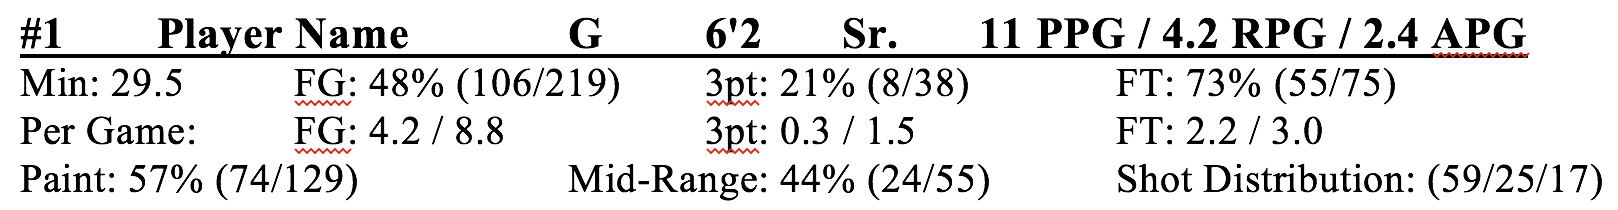 #1 Player Name G 6'2 Sr. 11 PPG / 4.2 RPG / 2.4 APG
Min: 29.5 FG: 48% (106/219) 3pt: 21% (8/38) FT: 73% (55/75)
Per Game: FG: 4.2 / 8.8 3pt: 0.3 / 1.5 FT: 2.2 / 3.0
Paint: 57% (74/129) Mid-Range: 44% (24/55) Shot Distribution: (59/25/17)